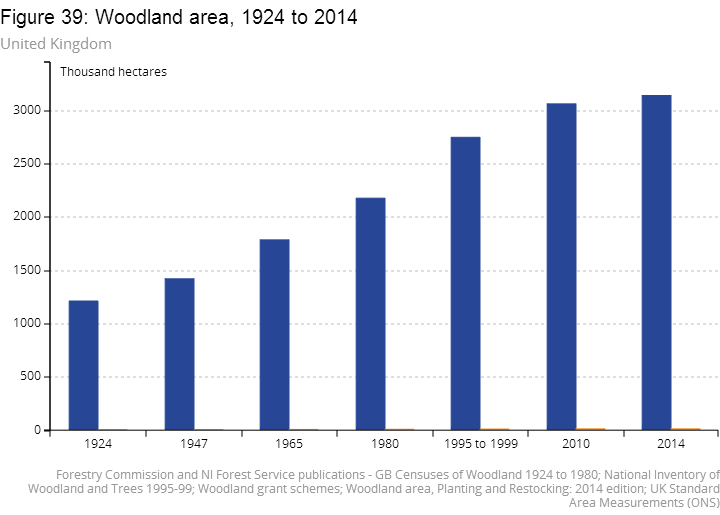 Figure 39: Woodland area, 1924 to 2014
United Kingdom
Thousand hectares
3000
2500
2000
1500
1000
500
0
1924 1947 1965 1980 1995 to 1999 2010 2014
Forestry Commission and NI Forest Service publications - GB Censuses of Woodland 1924 to 1980; National Inventory of
Woodland and Trees 1995-99; Woodland grant schemes; Woodland area, Planting and Restocking: 2014 edition; UK Standard
Area Measurements (ONS)